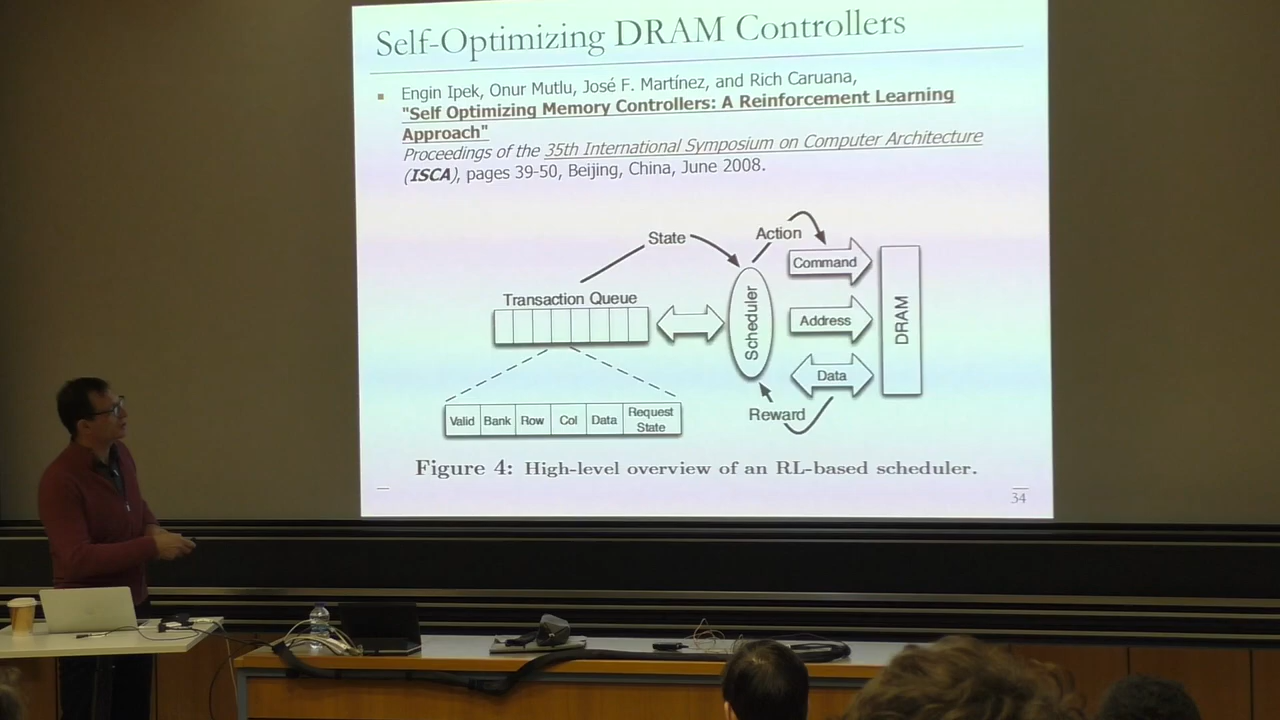 Self-Optimizing DRAM Controllers
Engin Ipek, Onur Mutlu, José F. Martínez, and Rich Caruana,
"Self Optimizing Memory Controllers: A Reinforcement Learning
Approach"
Proceedings of the 35th International Symposium on Computer Architecture
(ISCA), pages 39-50, Beijing, China, June 2008.
State
Action
Command
Transaction Queue
Scheduler
Address
DRAM
Data
Reward
Valid Bank Row Col Data Request State
Figure 4: High-level overview of an RL-based scheduler.
34